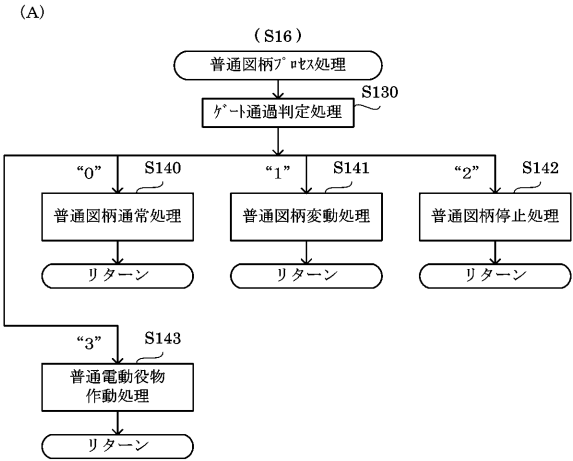 (A)
(S16)
普通図柄ﾌﾟﾛｾｽ処理
S130
ｹﾞｰﾄ通過判定処理
“0” S140 “1” S141 “2” S142
普通図柄通常処理 普通図柄変動処理 普通図柄停止処理
リターン リターン リターン
“3” S143
普通電動役物
作動処理
リターン